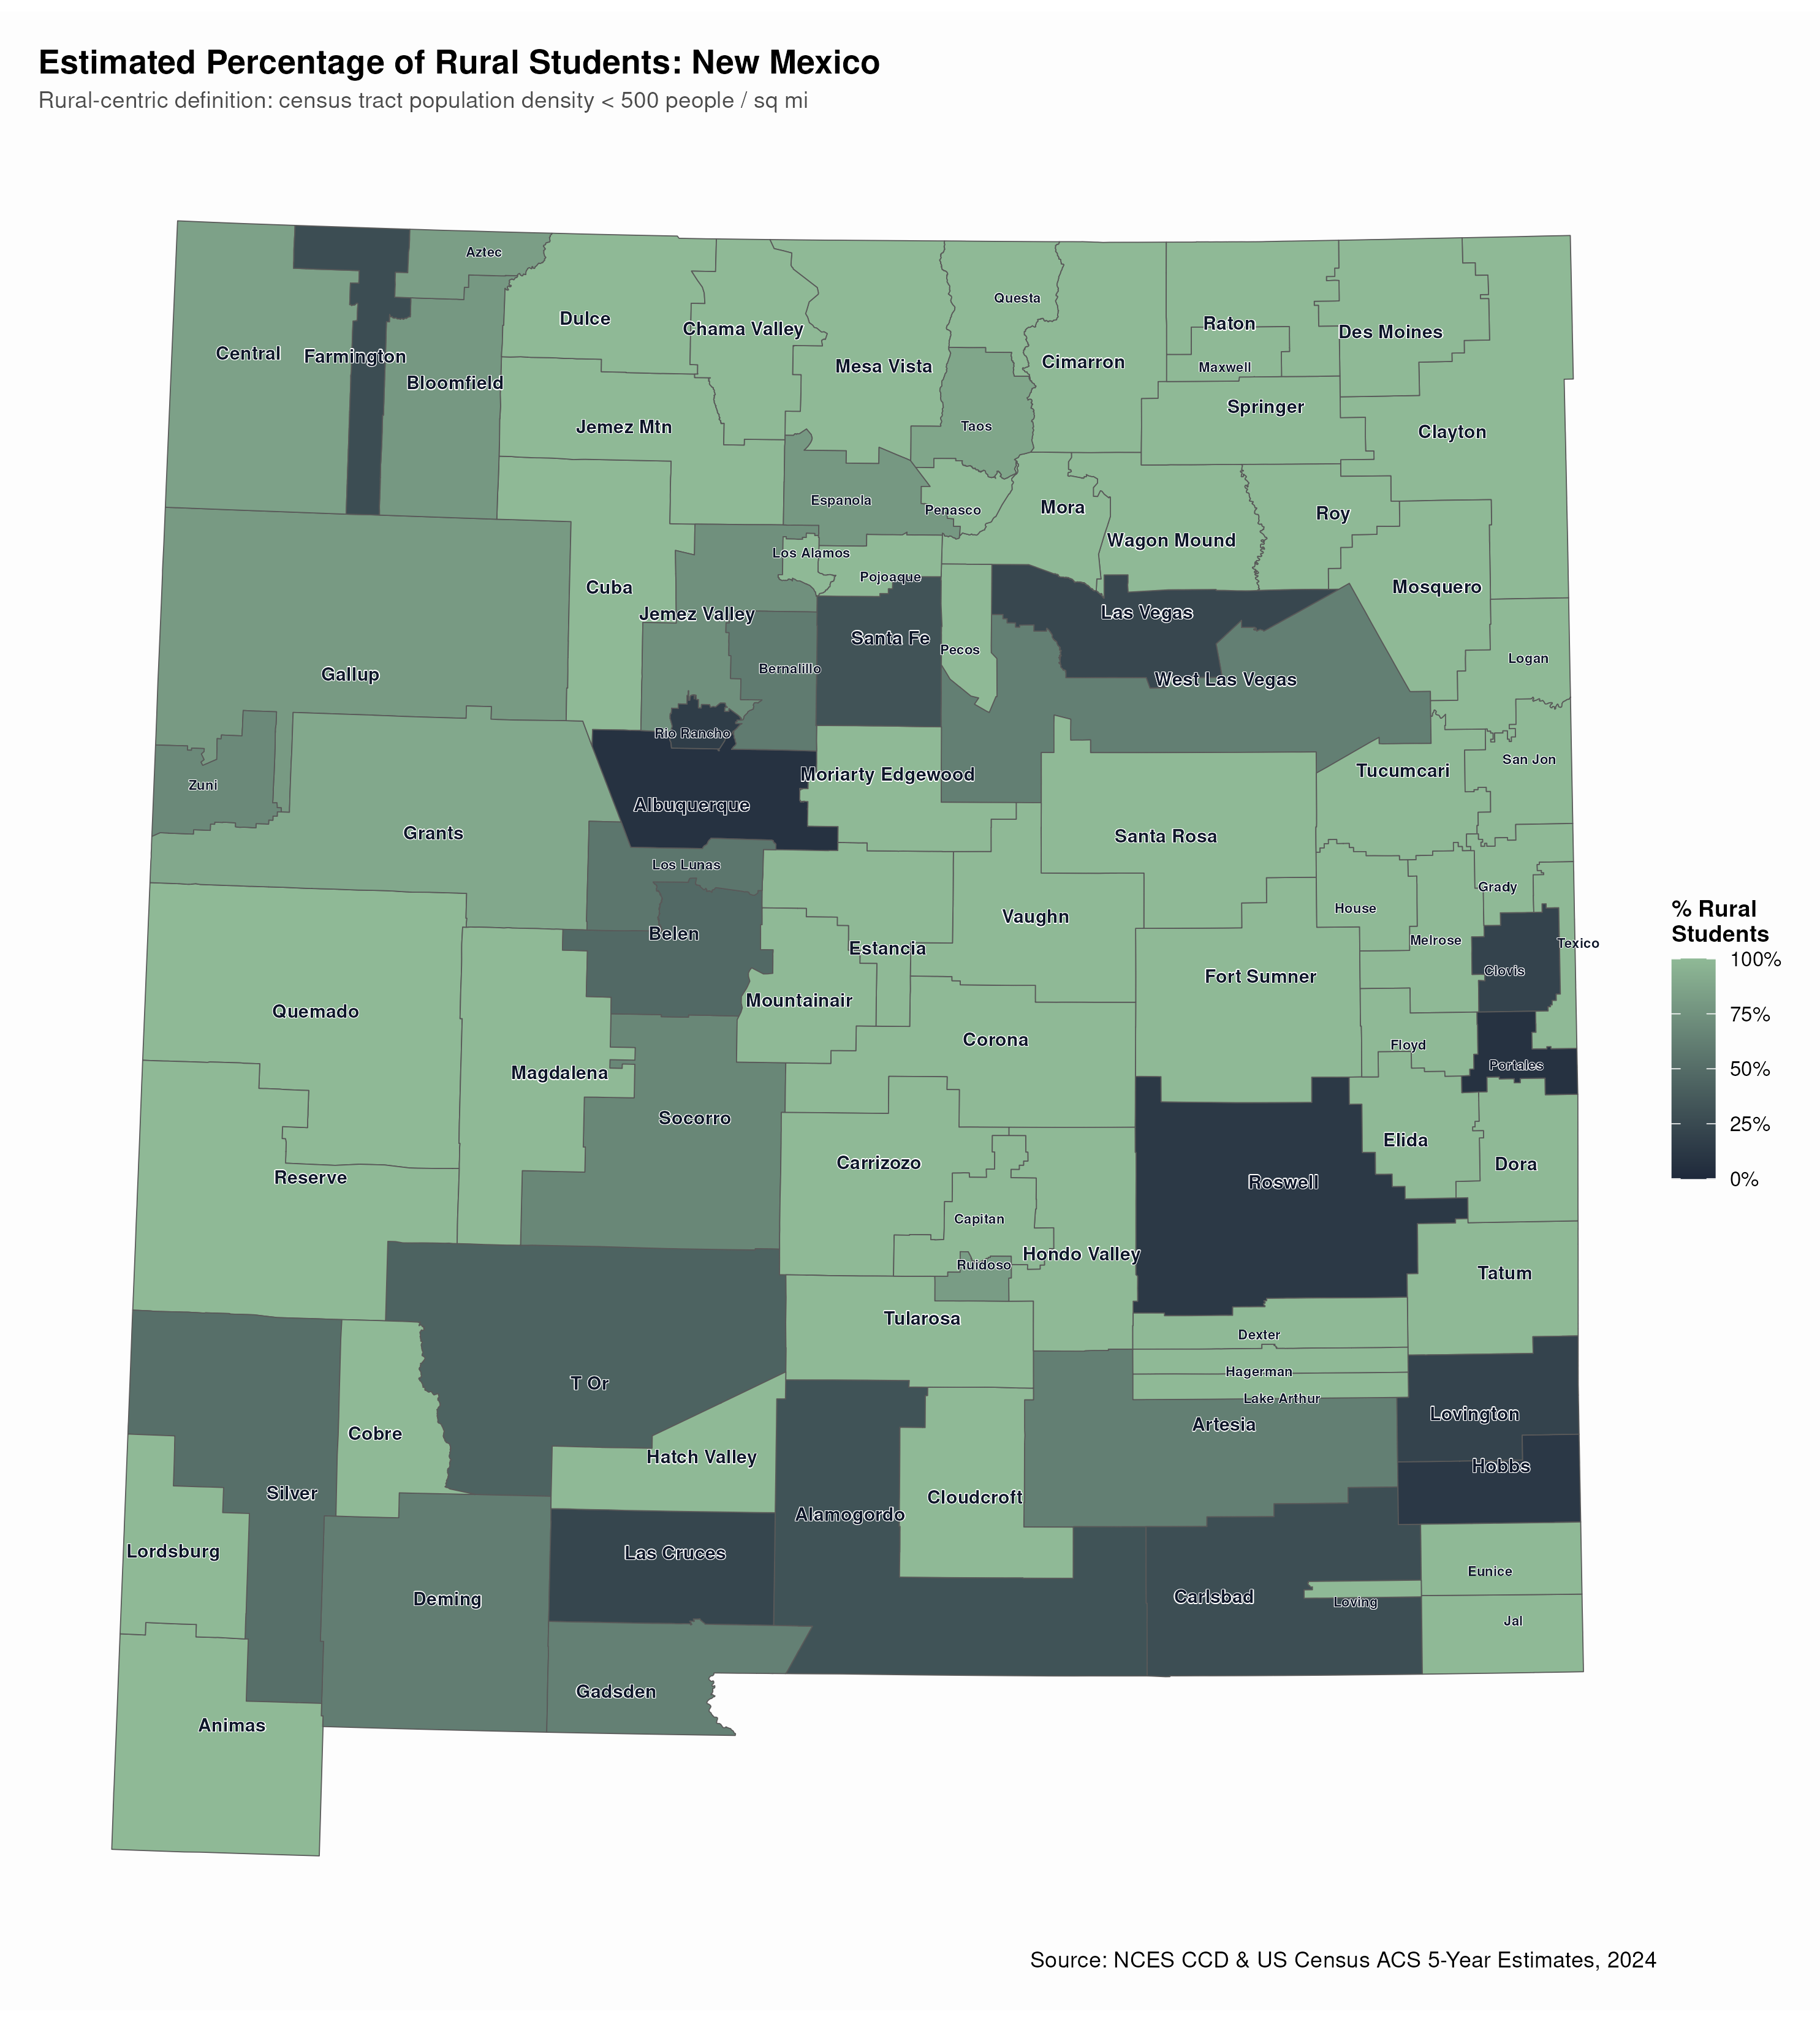 Estimated Percentage of Rural Students: New Mexico
Rural-centric definition: census tract population density < 500 people / sq mi
Aztec
Questa
Dulce
Raton
Chama Valley
Des Moines
Central
Farmington
Cimarron
Mesa Vista
Maxwell
Bloomfield
Springer
Jemez Mtn
Taos
Clayton
Espanola
Penasco
Mora
Roy
Wagon Mound
Los Alamos
Pojoaque
Cuba
Mosquero
Jemez Valley
Las Vegas
Santa Fe
Pecos
Logan
Bernalillo
Gallup
West Las Vegas
Rio Rancho
San Jon
Tucumcari
Moriarty Edgewood
Zuni
Albuquerque
Grants
Santa Rosa
Los Lunas
Grady
House
% Rural
Students
Vaughn
Belen
Melrose
Texico
Estancia
100%
Clovis
Fort Sumner
Mountainair
Quemado
75%
Corona
Floyd
Portales
50%
Magdalena
Socorro
25%
Elida
Carrizozo
Dora
Reserve
0%
Roswell
Capitan
Hondo Valley
Ruidoso
Tatum
Tularosa
Dexter
Hagerman
T Or
Lake Arthur
Lovington
Artesia
Cobre
Hatch Valley
Hobbs
Silver
Cloudcroft
Alamogordo
Lordsburg
Las Cruces
Eunice
Carlsbad
Deming
Loving
Jal
Gadsden
Animas
Source: NCES CCD & US Census ACS 5-Year Estimates, 2024